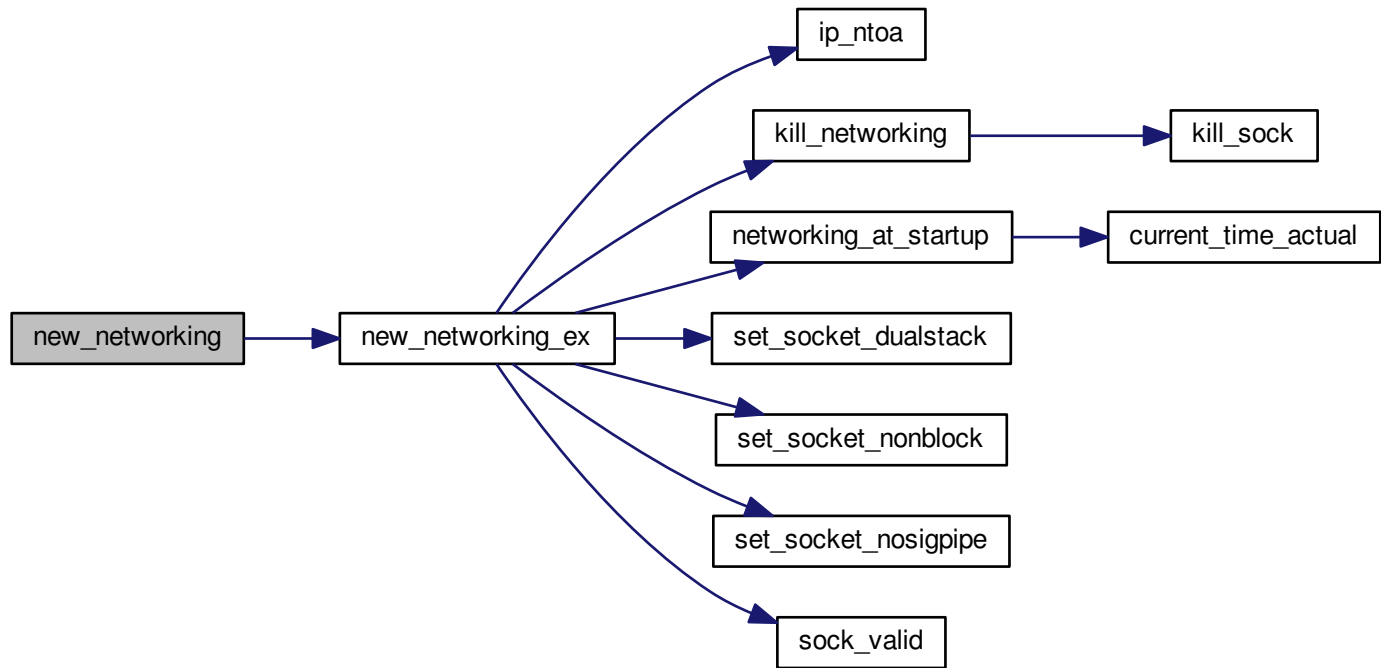 ip_ntoa
kill_networking
kill_sock
networking_at_startup
current_time_actual
new_networking
new_networking_ex
set_socket_dualstack
set_socket_nonblock
set_socket_nosigpipe
sock_valid